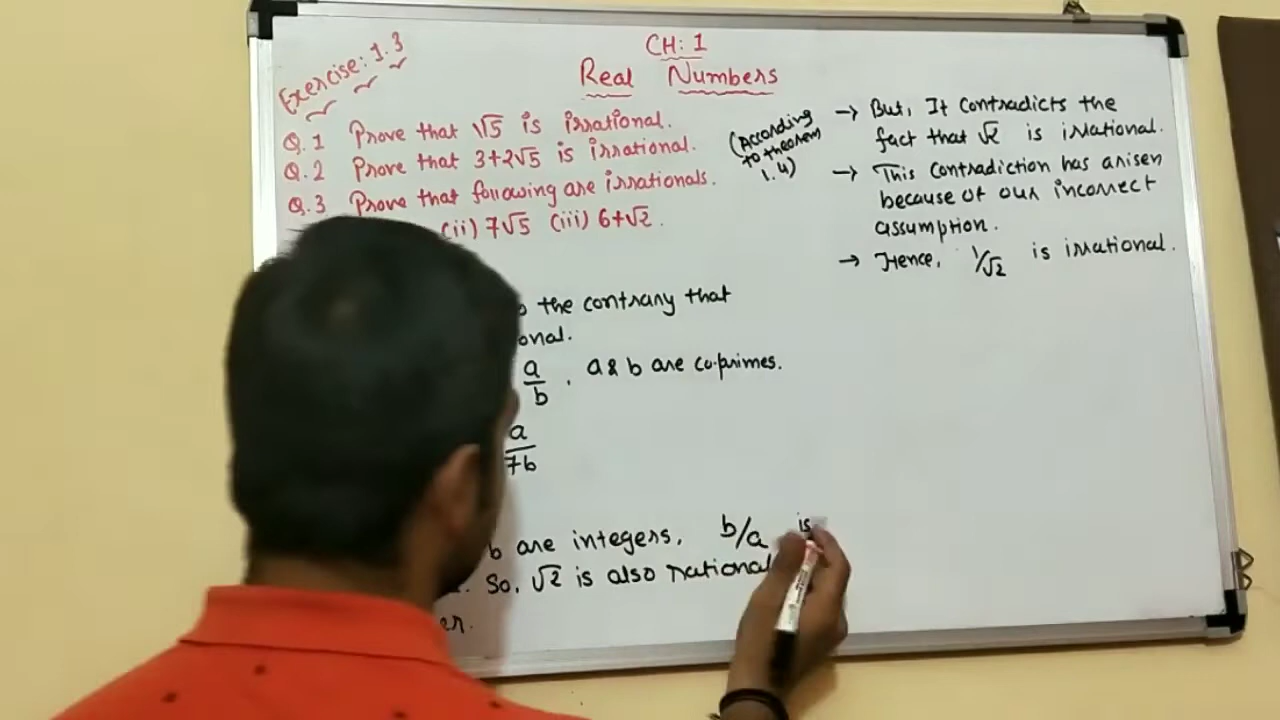 CH: 1
Real Numbers
Exercise: 1.3
Q.1 Prove that √5 is irrational.
Q.2 Prove that 3+2√5 is irrational.
Q.3 Prove that following are irrationals.
(ii) 7√5 (iii) 6+√2.
the contrary that
a/b , a & b are co-primes.
a/7b
b are integers, b/a is
So, √2 is also rational
(According
to theorem
1.4)
→ But, It contradicts the
fact that √2 is irrational.
→ This contradiction has arisen
because of our incorrect
assumption.
→ Hence, 1/√2 is irrational.